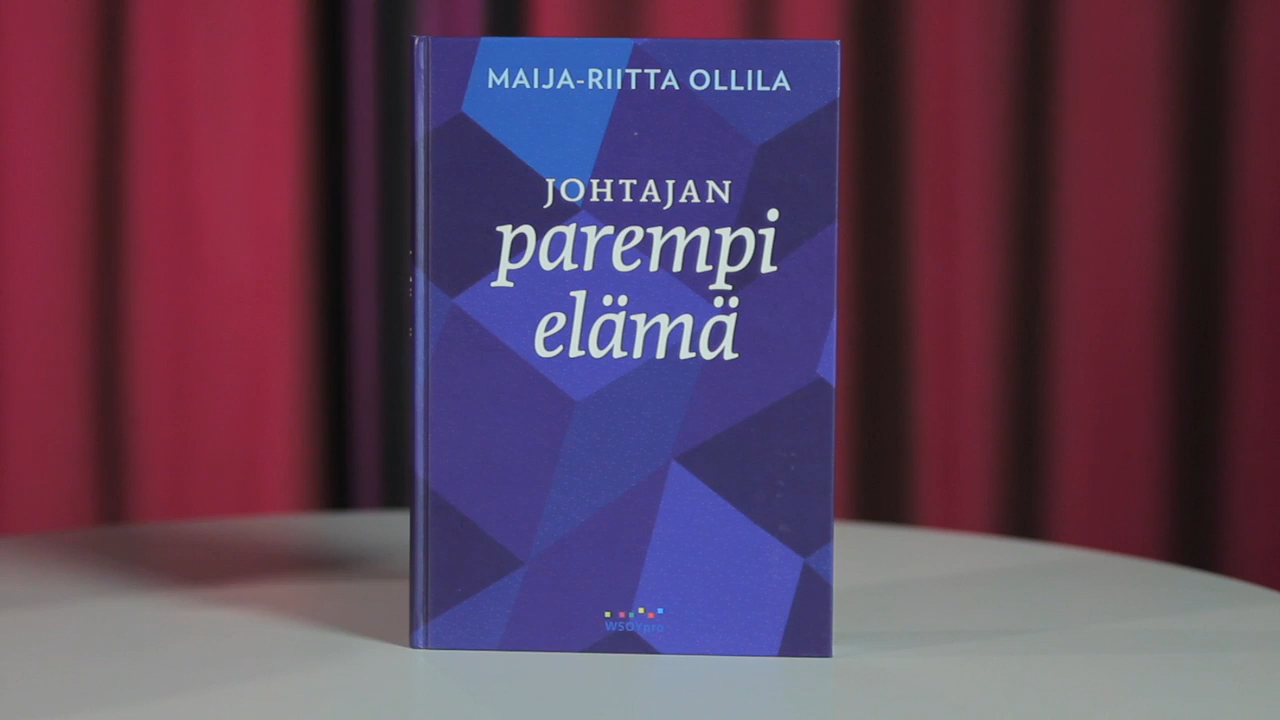 MAIJA-RIITTA OLLILA
JOHTAJAN
parempi
elämä
WSOYpro